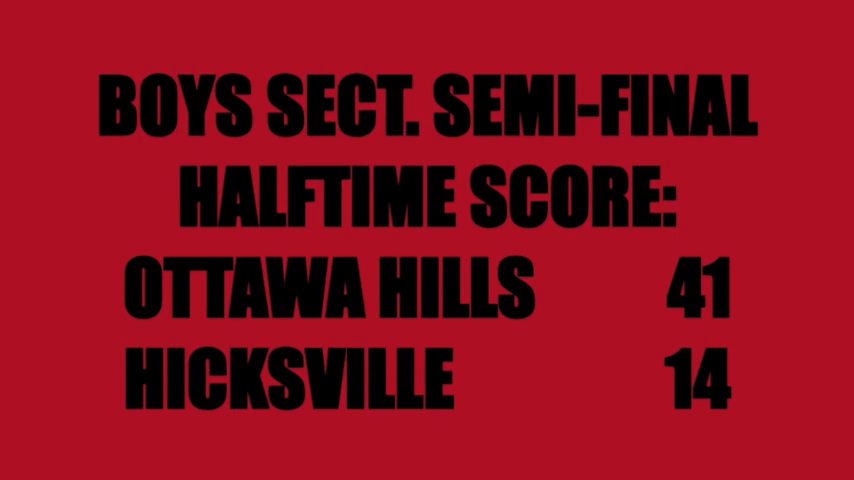 BOYS SECT. SEMI-FINAL
HALFTIME SCORE:
OTTAWA HILLS 41
HICKSVILLE 14